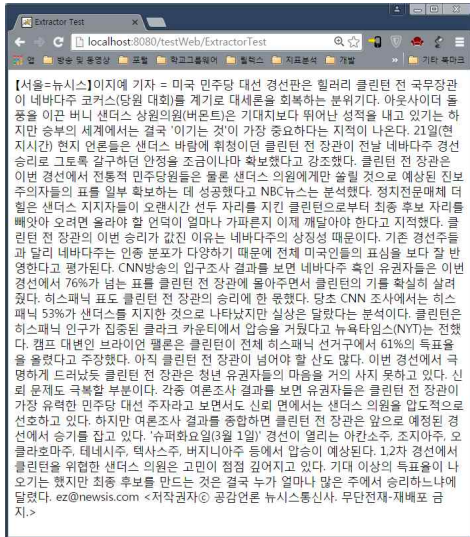 Extractor Test
localhost:8080/testWeb/ExtractorTest
앱 방송 및 동영상 포털 학교그룹웨어 월렉스 지표분석 개발 » 기타 북마크
【서울=뉴시스】이지예 기자 = 미국 민주당 대선 경선판은 힐러리 클린턴 전 국무장관
이 네바다주 코커스(당원 대회)를 계기로 대세론을 회복하는 분위기다. 아웃사이더 돌
풍을 이끈 버니 샌더스 상원의원(버몬트)은 기대치보다 뛰어난 성적을 내고 있기는 하
지만 승부의 세계에서는 결국 '이기는 것'이 가장 중요하다는 지적이 나온다. 21일(현
지시간) 현지 언론들은 샌더스 바람에 휘청이던 클린턴 전 장관이 전날 네바다주 경선
승리로 그토록 갈구하던 안정을 조금이나마 확보했다고 강조했다. 클린턴 전 장관은
이번 경선에서 전통적 민주당원들은 물론 샌더스 의원에게만 쏠릴 것으로 예상된 진보
주의자들의 표를 일부 확보하는 데 성공했다고 NBC뉴스는 분석했다. 정치전문매체 더
힐은 샌더스 지지자들이 오랜시간 선두 자리를 지킨 클린턴으로부터 최종 후보 자리를
빼앗아 오려면 올라야 할 언덕이 얼마나 가파른지 이제 깨달아야 한다고 지적했다. 클
린턴 전 장관의 이번 승리가 값진 이유는 네바다주의 상징성 때문이다. 기존 경선주들
과 달리 네바다주는 인종 분포가 다양하기 때문에 전체 미국인들의 표심을 보다 잘 반
영한다고 평가된다. CNN방송의 입구조사 결과를 보면 네바다주 흑인 유권자들은 이번
경선에서 76%가 넘는 표를 클린턴 전 장관에 몰아주면서 클린턴의 기를 확실히 살려
줬다. 히스패닉 표도 클린턴 전 장관의 승리에 한 몫했다. 당초 CNN 조사에서는 히스
패닉 53%가 샌더스를 지지한 것으로 나타났지만 실상은 달랐다는 분석이다. 클린턴은
히스패닉 인구가 집중된 클라크 카운티에서 압승을 거뒀다고 뉴욕타임스(NYT)는 전했
다. 캠프 대변인 브라이언 팰론은 클린턴이 전체 히스패닉 선거구에서 61%의 득표율
을 올렸다고 주장했다. 아직 클린턴 전 장관이 넘어야 할 산도 많다. 이번 경선에서 극
명하게 드러났듯 클린턴 전 장관은 청년 유권자들의 마음을 거의 사지 못하고 있다. 신
뢰 문제도 극복할 부분이다. 각종 여론조사 결과를 보면 유권자들은 클린턴 전 장관이
가장 유력한 민주당 대선 주자라고 보면서도 신뢰 면에서는 샌더스 의원을 압도적으로
선호하고 있다. 하지만 여론조사 결과를 종합하면 클린턴 전 장관은 앞으로 예정된 경
선에서 승기를 잡고 있다. '슈퍼화요일(3월 1일)' 경선이 열리는 아칸소주, 조지아주, 오
클라호마주, 테네시주, 텍사스주, 버지니아주 등에서 압승이 예상된다. 1,2차 경선에서
클린턴을 위협한 샌더스 의원은 고민이 점점 깊어지고 있다. 기대 이상의 득표율이 나
오기는 했지만 최종 후보를 만드는 것은 결국 누가 얼마나 많은 주에서 승리하느냐에
달렸다. ez@newsis.com <저작권자ⓒ 공감언론 뉴시스통신사. 무단전재-재배포 금
지.>